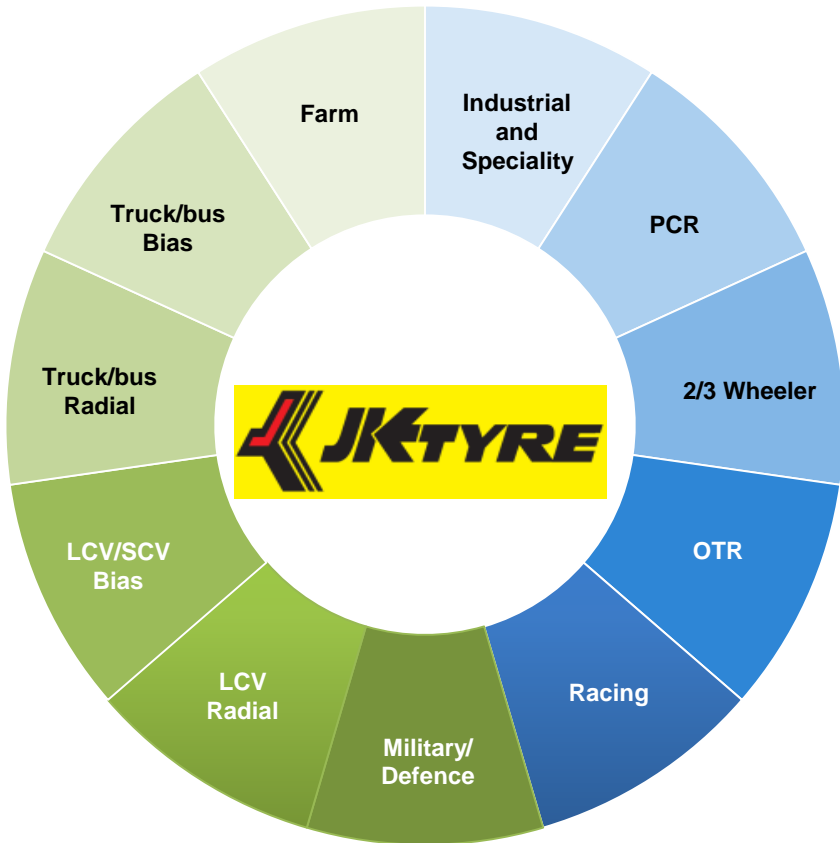 Farm
Industrial
and
Speciality
Truck/bus
Bias
PCR
Truck/bus
Radial
2/3 Wheeler
JK TYRE
LCV/SCV
Bias
OTR
LCV
Radial
Racing
Military/
Defence